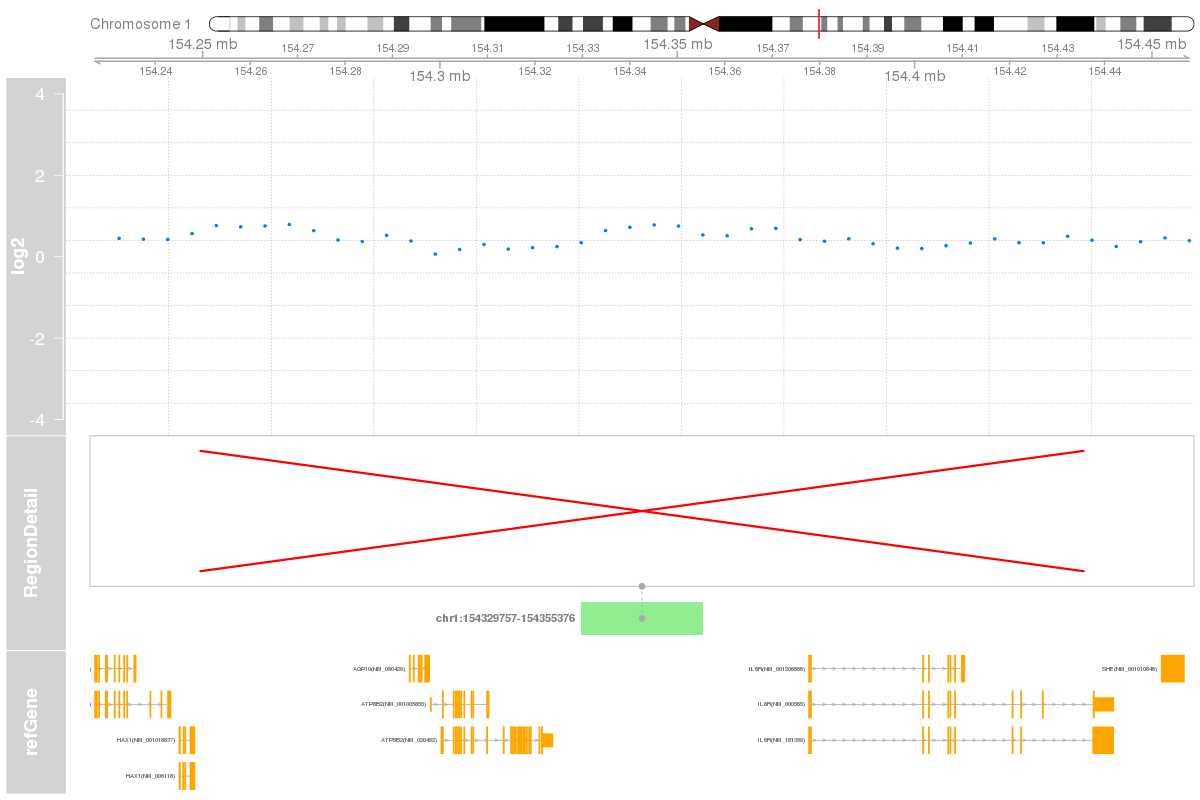 Chromosome 1
154.25 mb 154.27 154.29 154.31 154.33 154.35 mb 154.37 154.39 154.41 154.43 154.45 mb
154.24 154.26 154.28 154.3 mb 154.32 154.34 154.36 154.38 154.4 mb 154.42 154.44
4
2
log2
0
-2
-4
RegionDetail
chr1:154329757-154355376
refGene
AQP10(NM_080429) IL6R(NM_001206866) SHE(NM_001010846)
ATP8B2(NM_001005855) IL6R(NM_000565)
HAX1(NM_001018837) ATP8B2(NM_020452) IL6R(NM_181359)
HAX1(NM_006118)